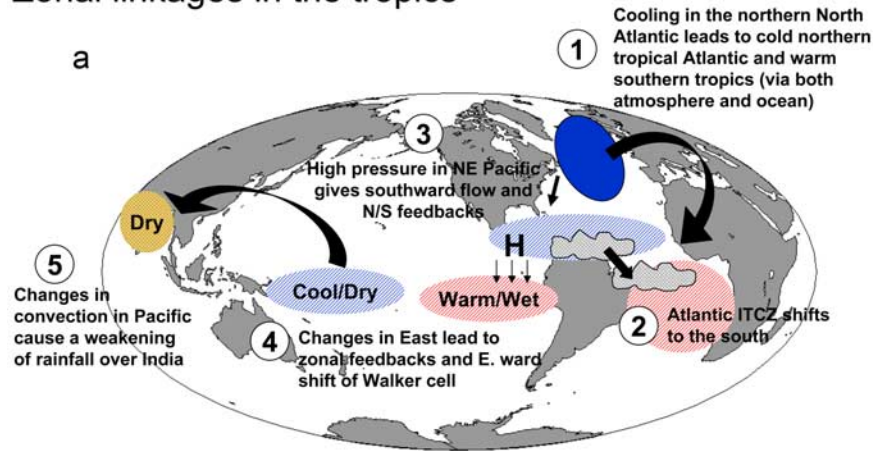 Zonal linkages in the tropics
a
1
Cooling in the northern North
Atlantic leads to cold northern
tropical Atlantic and warm
southern tropics (via both
atmosphere and ocean)
3
High pressure in NE Pacific
gives southward flow and
N/S feedbacks
Dry
H
5
Changes in
convection in Pacific
cause a weakening
of rainfall over India
Cool/Dry
Warm/Wet
4
Changes in East lead to
zonal feedbacks and E. ward
shift of Walker cell
2
Atlantic ITCZ shifts
to the south